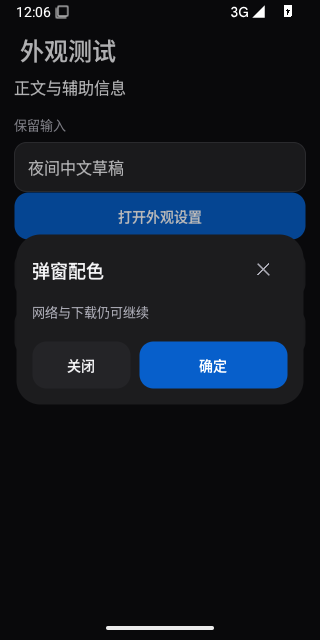 12:06
3G
外观测试
正文与辅助信息
保留输入
夜间中文草稿
打开外观设置
弹窗配色
网络与下载仍可继续
关闭
确定